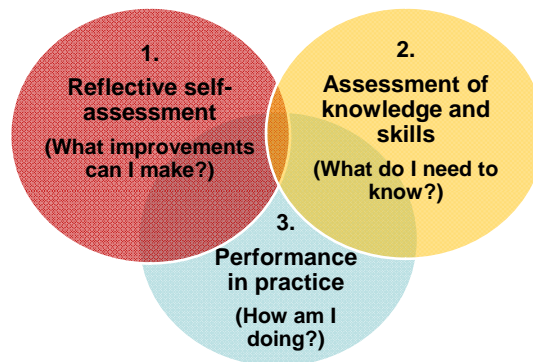 1.
Reflective self-
assessment
(What improvements
can I make?)
2.
Assessment of
knowledge and
skills
(What do I need to
know?)
3.
Performance
in practice
(How am I
doing?)